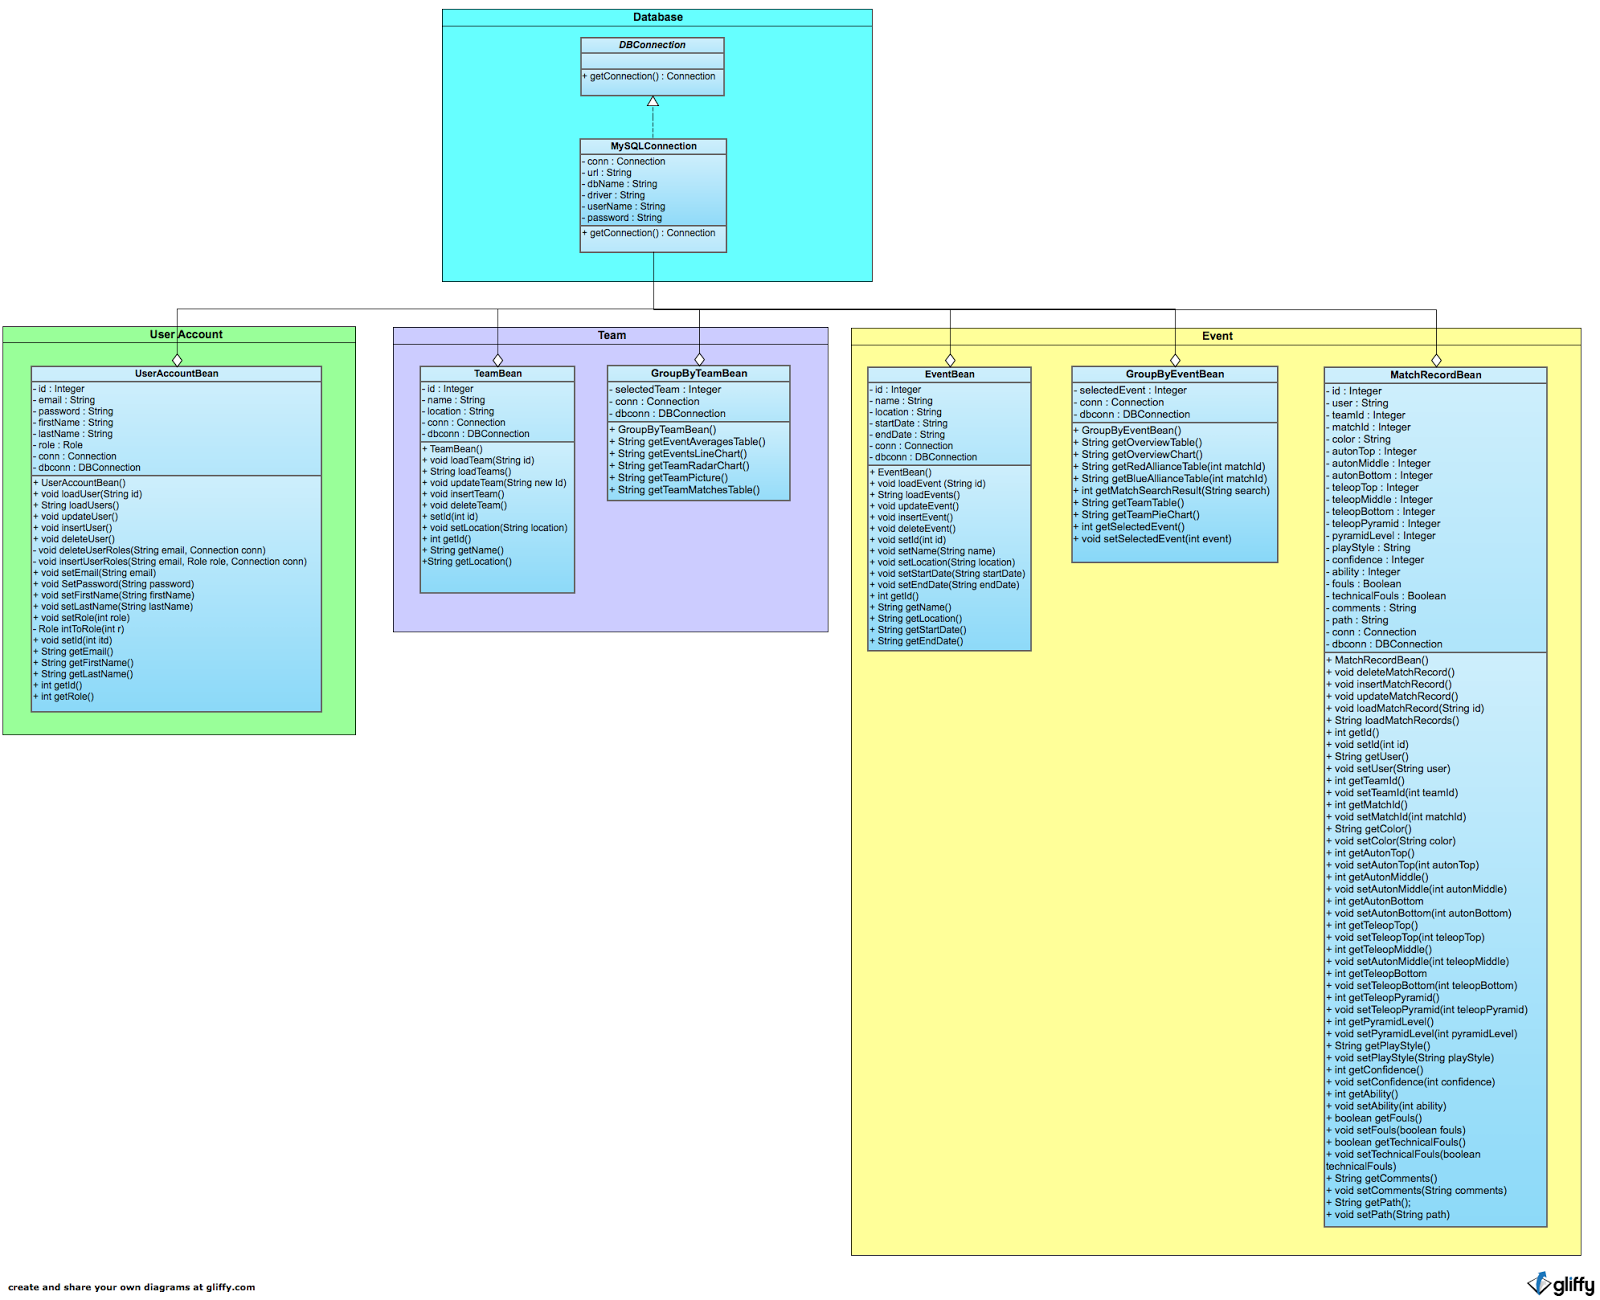 Database
DBConnection
+ getConnection() : Connection
MySQLConnection
- conn : Connection
- url : String
- dbName : String
- driver : String
- userName : String
- password : String
+ getConnection() : Connection
User Account
UserAccountBean
- id : Integer
- email : String
- password : String
- firstName : String
- lastName : String
- role : Role
- conn : Connection
- dbconn : DBConnection
+ UserAccountBean()
+ void loadUser(String id)
+ String loadUsers()
+ void updateUser()
+ void insertUser()
+ void deleteUser()
- void deleteUserRoles(String email, Connection conn)
- void insertUserRoles(String email, Role role, Connection conn)
+ void setEmail(String email)
+ void SetPassword(String password)
+ void setFirstName(String firstName)
+ void setLastName(String lastName)
+ void setRole(int role)
- Role intToRole(int r)
+ void setId(int itd)
+ String getEmail()
+ String getFirstName()
+ String getLastName()
+ int getId()
+ int getRole()
Team
TeamBean
- id : Integer
- name : String
- location : String
- conn : Connection
- dbconn : DBConnection
+ TeamBean()
+ void loadTeam(String id)
+ String loadTeams()
+ void updateTeam(String new Id)
+ void insertTeam()
+ void deleteTeam()
+ setId(int id)
+ void setLocation(String location)
+ int getId()
+ String getName()
+String getLocation()
GroupByTeamBean
- selectedTeam : Integer
- conn : Connection
- dbconn : DBConnection
+ GroupByTeamBean()
+ String getEventAveragesTable()
+ String getEventsLineChart()
+ String getTeamRadarChart()
+ String getTeamPicture()
+ String getTeamMatchesTable()
Event
EventBean
- id : Integer
- name : String
- location : String
- startDate : String
- endDate : String
- conn : Connection
- dbconn : DBConnection
+ EventBean()
+ void loadEvent (String id)
+ String loadEvents()
+ void updateEvent()
+ void insertEvent()
+ void deleteEvent()
+ void setId(int id)
+ void setName(String name)
+ void setLocation(String location)
+ void setStartDate(String startDate)
+ void setEndDate(String endDate)
+ int getId()
+ String getName()
+ String getLocation()
+ String getStartDate()
+ String getEndDate()
GroupByEventBean
- selectedEvent : Integer
- conn : Connection
- dbconn : DBConnection
+ GroupByEventBean()
+ String getOverviewTable()
+ String getOverviewChart()
+ String getRedAllianceTable(int matchId)
+ String getBlueAllianceTable(int matchId)
+ int getMatchSearchResult(String search)
+ String getTeamTable()
+ String getTeamPieChart()
+ int getSelectedEvent()
+ void setSelectedEvent(int event)
MatchRecordBean
- id : Integer
- user : String
- teamId : Integer
- matchId : Integer
- color : String
- autonTop : Integer
- autonMiddle : Integer
- autonBottom : Integer
- teleopTop : Integer
- teleopMiddle : Integer
- teleopBottom : Integer
- teleopPyramid : Integer
- pyramidLevel : Integer
- playStyle : String
- confidence : Integer
- ability : Integer
- fouls : Boolean
- technicalFouls : Boolean
- comments : String
- path : String
- conn : Connection
- dbconn : DBConnection
+ MatchRecordBean()
+ void deleteMatchRecord()
+ void insertMatchRecord()
+ void updateMatchRecord()
+ void loadMatchRecord(String id)
+ String loadMatchRecords()
+ int getId()
+ void setId(int id)
+ String getUser()
+ void setUser(String user)
+ int getTeamId()
+ void setTeamId(int teamId)
+ int getMatchId()
+ void setMatchId(int matchId)
+ String getColor()
+ void setColor(String color)
+ int getAutonTop()
+ void setAutonTop(int autonTop)
+ int getAutonMiddle()
+ void setAutonMiddle(int autonMiddle)
+ int getAutonBottom
+ void setAutonBottom(int autonBottom)
+ int getTeleopTop()
+ void setTeleopTop(int teleopTop)
+ int getTeleopMiddle()
+ void setAutonMiddle(int teleopMiddle)
+ int getTeleopBottom
+ void setTeleopBottom(int teleopBottom)
+ int getTeleopPyramid()
+ void setTeleopPyramid(int teleopPyramid)
+ int getPyramidLevel()
+ void setPyramidLevel(int pyramidLevel)
+ String getPlayStyle()
+ void setPlayStyle(String playStyle)
+ int getConfidence()
+ void setConfidence(int confidence)
+ int getAbility()
+ void setAbility(int ability)
+ boolean getFouls()
+ void setFouls(boolean fouls)
+ boolean getTechnicalFouls()
+ void setTechnicalFouls(boolean
technicalFouls)
+ String getComments()
+ void setComments(String comments)
+ String getPath();
+ void setPath(String path)
create and share your own diagrams at gliffy.com
gliffy